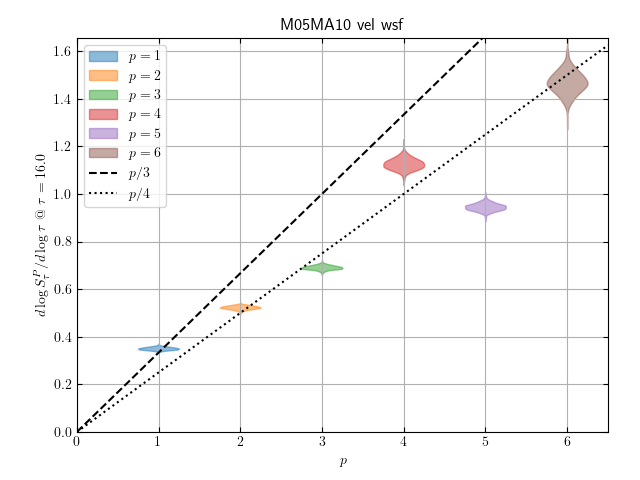 M05MA10 vel wsf
1.6
1.4
1.2
1.0
0.8
0.6
0.4
0.2
0.0
d log S_τ^P / d log τ @ τ = 16.0
p = 1
p = 2
p = 3
p = 4
p = 5
p = 6
p/3
p/4
0 1 2 3 4 5 6
p